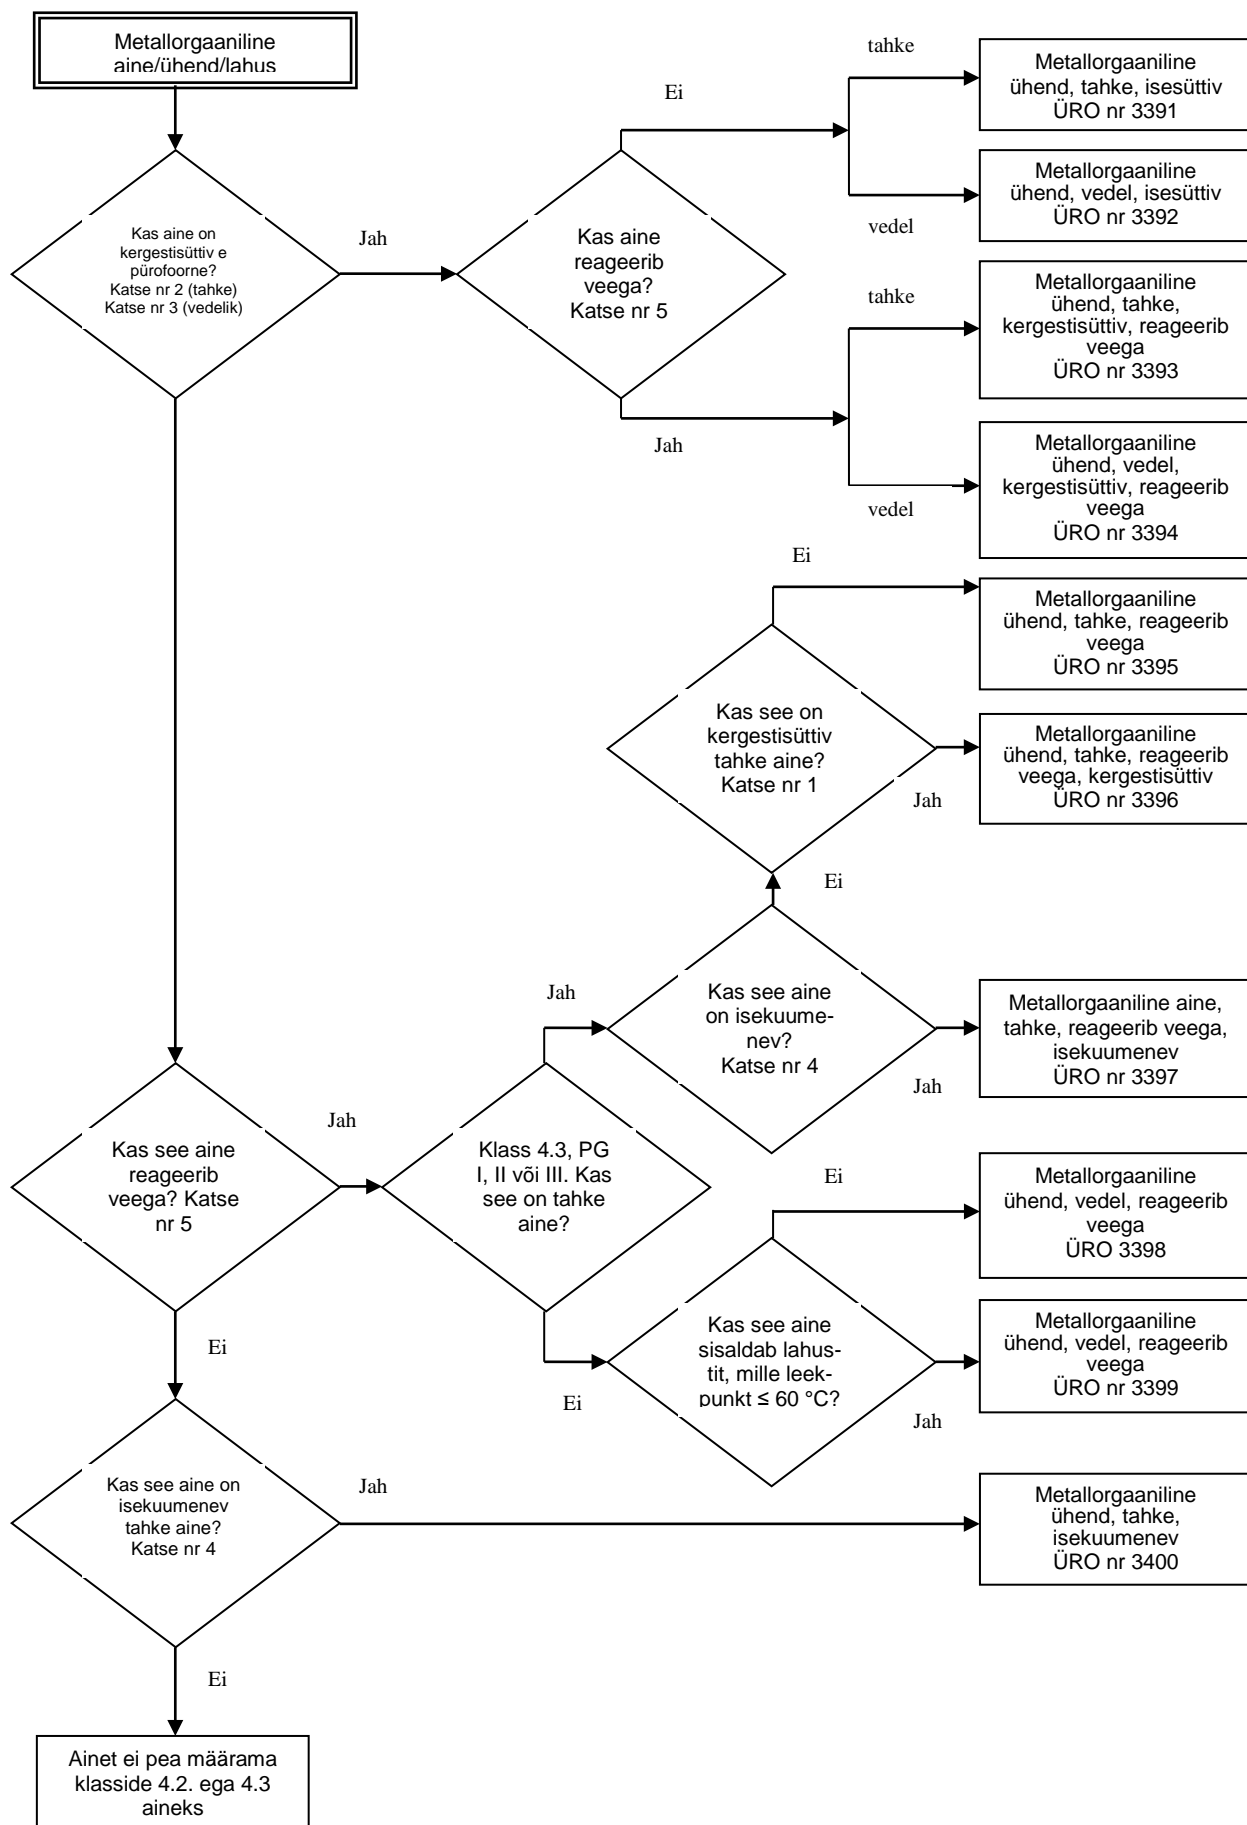 Metallorgaaniline
aine/ühend/lahus
tahke
Metallorgaaniline
ühend, tahke, isesüttiv
ÜRO nr 3391
Ei
Metallorgaaniline
ühend, vedel, isesüttiv
ÜRO nr 3392
vedel
Kas aine on
kergestisüttiv e
pürofoorne?
Katse nr 2 (tahke)
Katse nr 3 (vedelik)
Jah
Kas aine
reageerib
veega?
Katse nr 5
tahke
Metallorgaaniline
ühend, tahke,
kergestisüttiv, reageerib
veega
ÜRO nr 3393
Jah
Metallorgaaniline
ühend, vedel,
kergestisüttiv, reageerib
veega
ÜRO nr 3394
vedel
Ei
Metallorgaaniline
ühend, tahke, reageerib
veega
ÜRO nr 3395
Kas see on
kergestisüttiv
tahke aine?
Katse nr 1
Metallorgaaniline
ühend, tahke, reageerib
veega, kergestisüttiv
ÜRO nr 3396
Jah
Ei
Jah
Kas see aine
on isekuume-
nev?
Katse nr 4
Metallorgaaniline aine,
tahke, reageerib veega,
isekuumenev
ÜRO nr 3397
Jah
Kas see aine
reageerib
veega? Katse
nr 5
Jah
Klass 4.3, PG
I, II või III. Kas
see on tahke
aine?
Ei
Metallorgaaniline
ühend, vedel, reageerib
veega
ÜRO 3398
Ei
Ei
Kas see aine
sisaldab lahus-
tit, mille leek-
punkt ≤ 60 °C?
Metallorgaaniline
ühend, vedel, reageerib
veega
ÜRO nr 3399
Jah
Kas see aine on
isekuumenev
tahke aine?
Katse nr 4
Jah
Metallorgaaniline
ühend, tahke,
isekuumenev
ÜRO nr 3400
Ei
Ainet ei pea määrama
klasside 4.2. ega 4.3
aineks